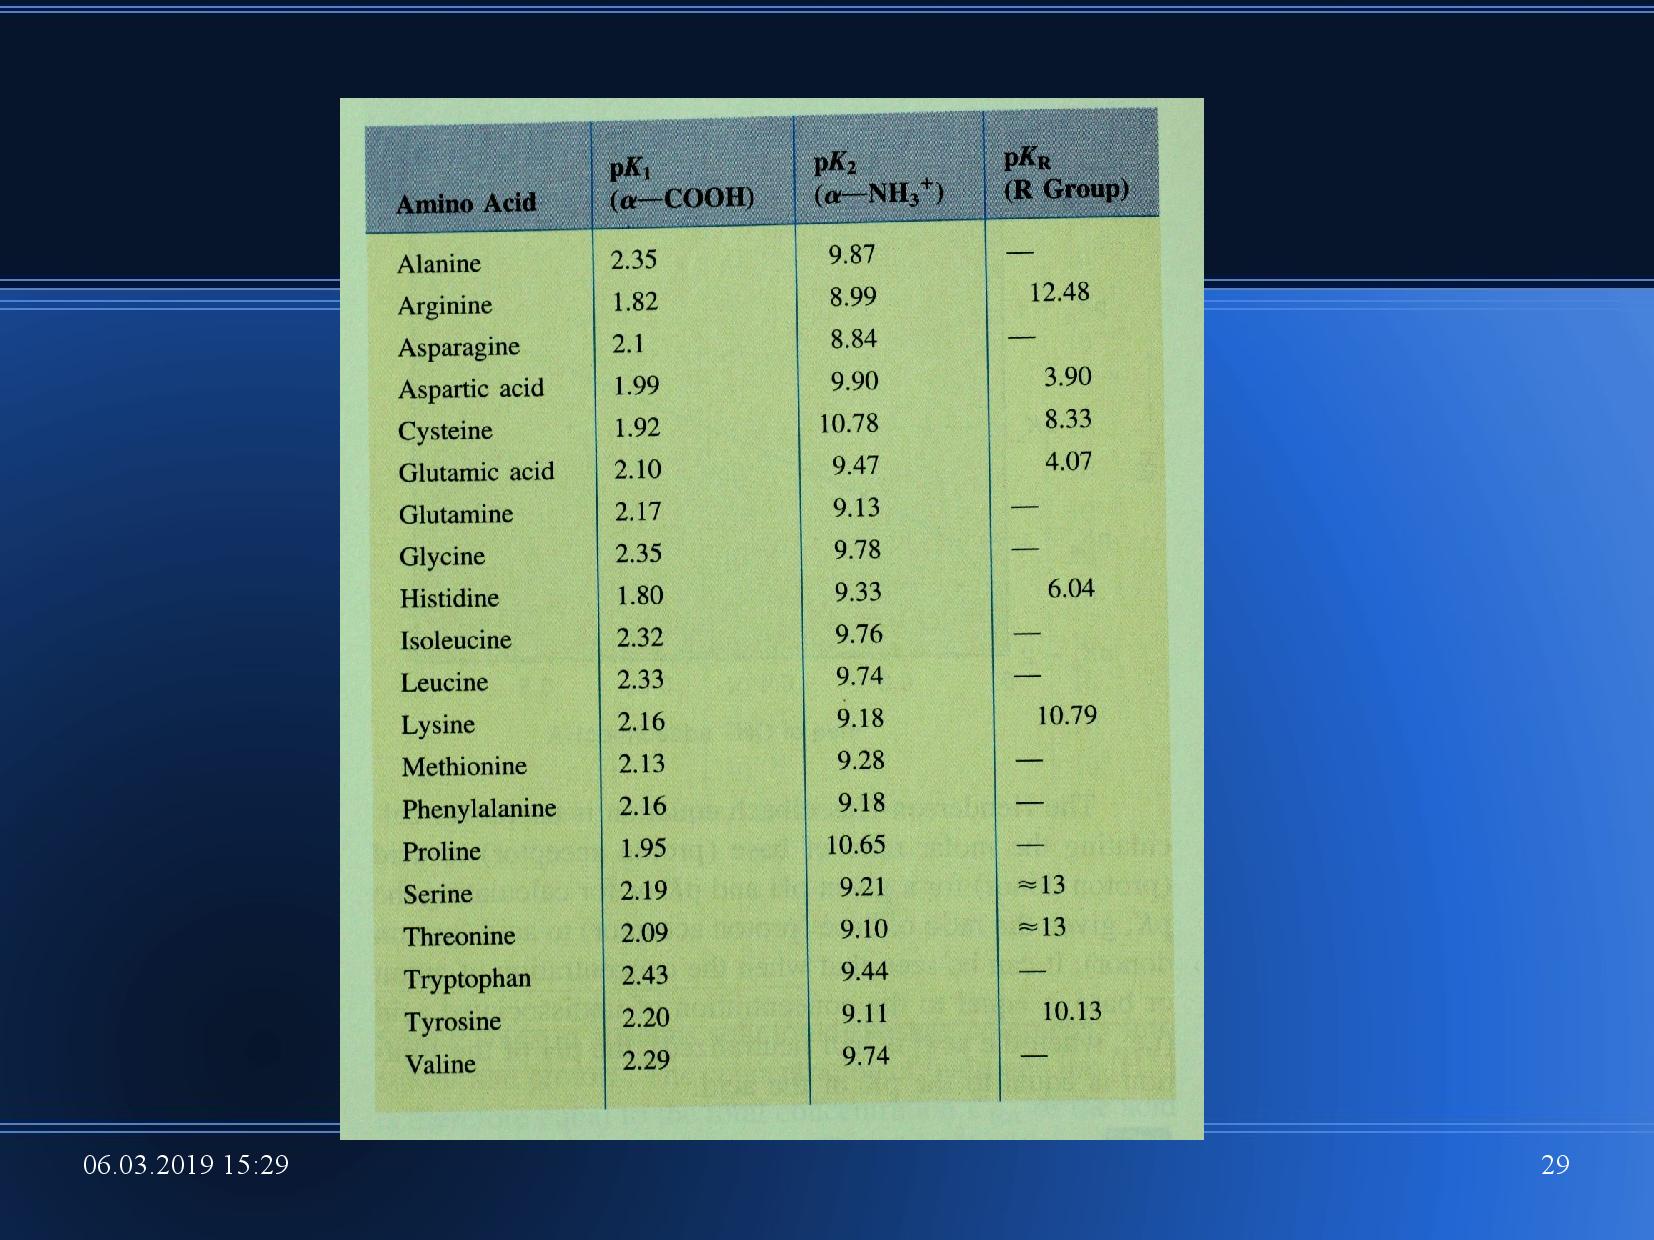 Amino Acid pK1 (α—COOH) pK2 (α—NH3+) pKR (R Group)
Alanine 2.35 9.87 —
Arginine 1.82 8.99 12.48
Asparagine 2.1 8.84 —
Aspartic acid 1.99 9.90 3.90
Cysteine 1.92 10.78 8.33
Glutamic acid 2.10 9.47 4.07
Glutamine 2.17 9.13 —
Glycine 2.35 9.78 —
Histidine 1.80 9.33 6.04
Isoleucine 2.32 9.76 —
Leucine 2.33 9.74 —
Lysine 2.16 9.18 10.79
Methionine 2.13 9.28 —
Phenylalanine 2.16 9.18 —
Proline 1.95 10.65 —
Serine 2.19 9.21 ≈13
Threonine 2.09 9.10 ≈13
Tryptophan 2.43 9.44 —
Tyrosine 2.20 9.11 10.13
Valine 2.29 9.74 —
06.03.2019 15:29 29